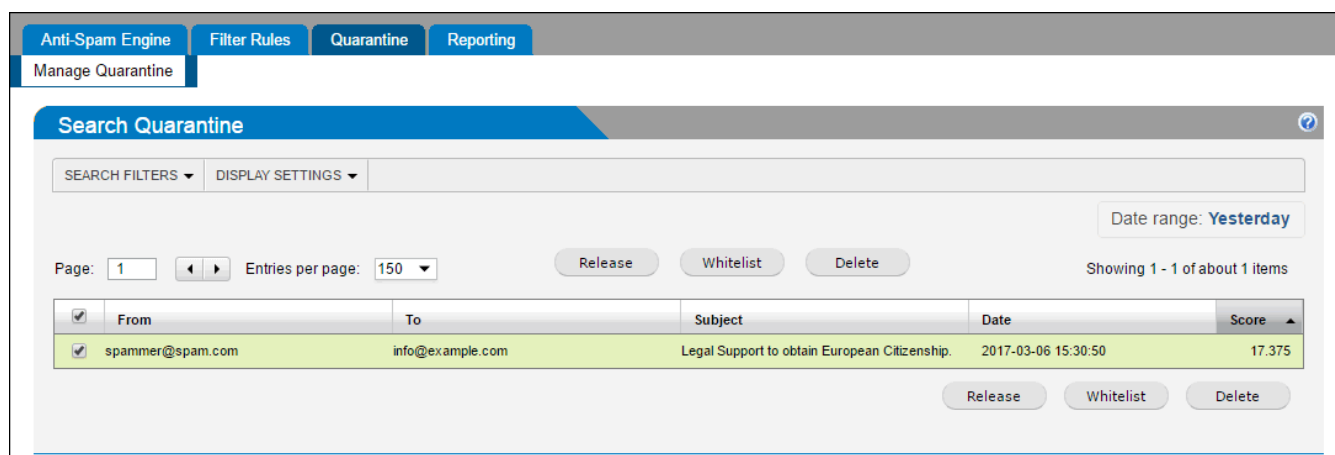 Anti-Spam Engine Filter Rules Quarantine Reporting
Manage Quarantine
Search Quarantine
SEARCH FILTERS DISPLAY SETTINGS
Date range: Yesterday
Page: 1 Entries per page: 150 Release Whitelist Delete Showing 1 - 1 of about 1 items
From To Subject Date Score
spammer@spam.com info@example.com Legal Support to obtain European Citizenship. 2017-03-06 15:30:50 17.375
Release Whitelist Delete